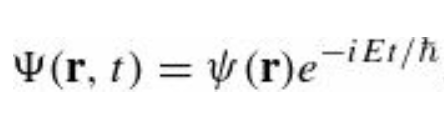 Ψ(r, t) = ψ(r)e^{-iEt/ħ}